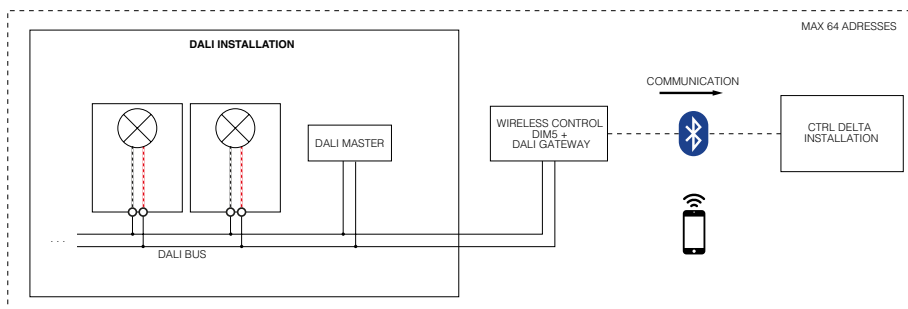 MAX 64 ADRESSES
DALI INSTALLATION
COMMUNICATION
WIRELESS CONTROL
DIM5 +
DALI GATEWAY
CTRL DELTA
INSTALLATION
DALI MASTER
. . .
DALI BUS